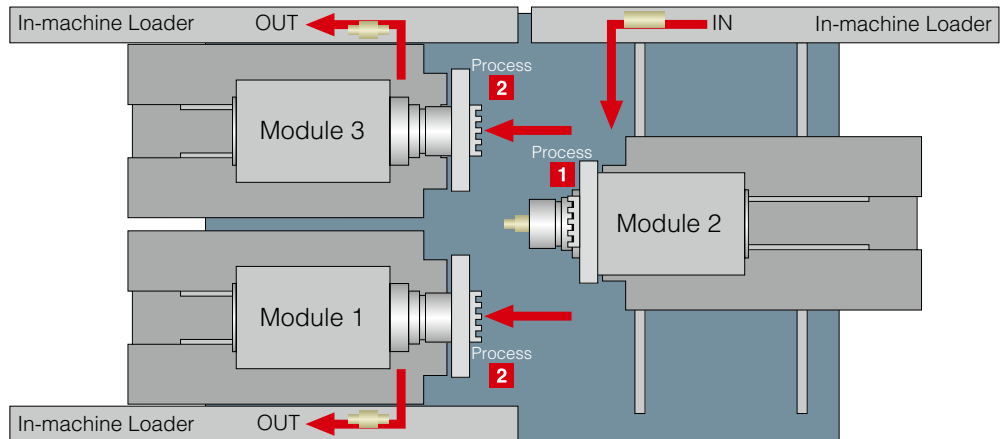 In-machine Loader
OUT
IN
In-machine Loader
Process
2
Module 3
Process
1
Module 2
Module 1
Process
2
In-machine Loader
OUT